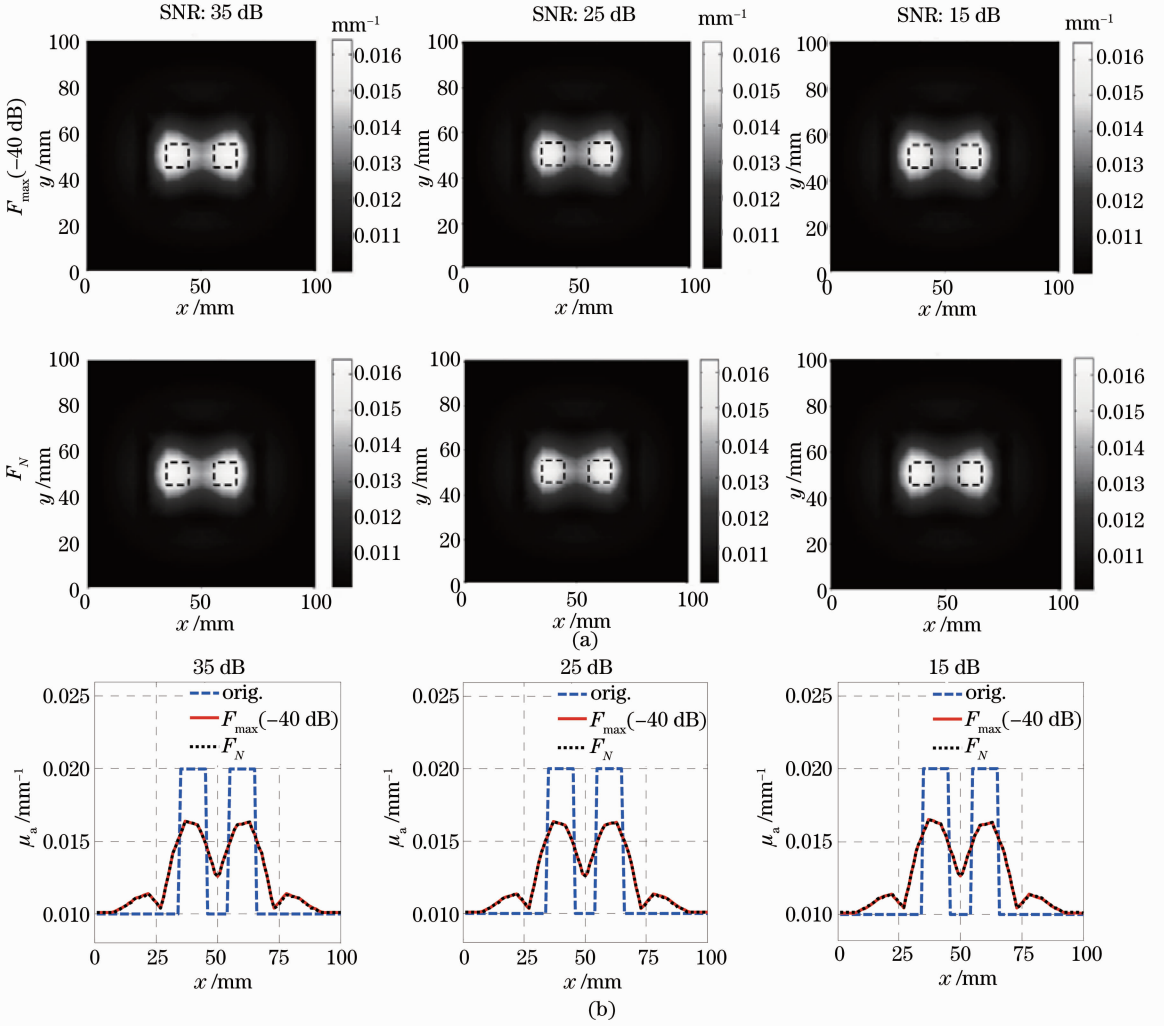 SNR: 35 dB
SNR: 25 dB
SNR: 15 dB
mm⁻¹
mm⁻¹
mm⁻¹
F_max(−40 dB)
y /mm
100
80
60
40
20
0
0
50
100
x /mm
0.016
0.015
0.014
0.013
0.012
0.011
y /mm
100
80
60
40
20
0
0
50
100
x /mm
0.016
0.015
0.014
0.013
0.012
0.011
y /mm
100
80
60
40
20
0
0
50
100
x /mm
0.016
0.015
0.014
0.013
0.012
0.011
F_N
y /mm
100
80
60
40
20
0
0
50
100
x /mm
0.016
0.015
0.014
0.013
0.012
0.011
y /mm
100
80
60
40
20
0
0
50
100
x /mm
0.016
0.015
0.014
0.013
0.012
0.011
y /mm
100
80
60
40
20
0
0
50
100
x /mm
0.016
0.015
0.014
0.013
0.012
0.011
(a)
35 dB
μ_a /mm⁻¹
0.025
0.020
0.015
0.010
orig.
F_max(−40 dB)
F_N
0
25
50
75
100
x /mm
25 dB
μ_a /mm⁻¹
0.025
0.020
0.015
0.010
orig.
F_max(−40 dB)
F_N
0
25
50
75
100
x /mm
15 dB
μ_a /mm⁻¹
0.025
0.020
0.015
0.010
orig.
F_max(−40 dB)
F_N
0
25
50
75
100
x /mm
(b)